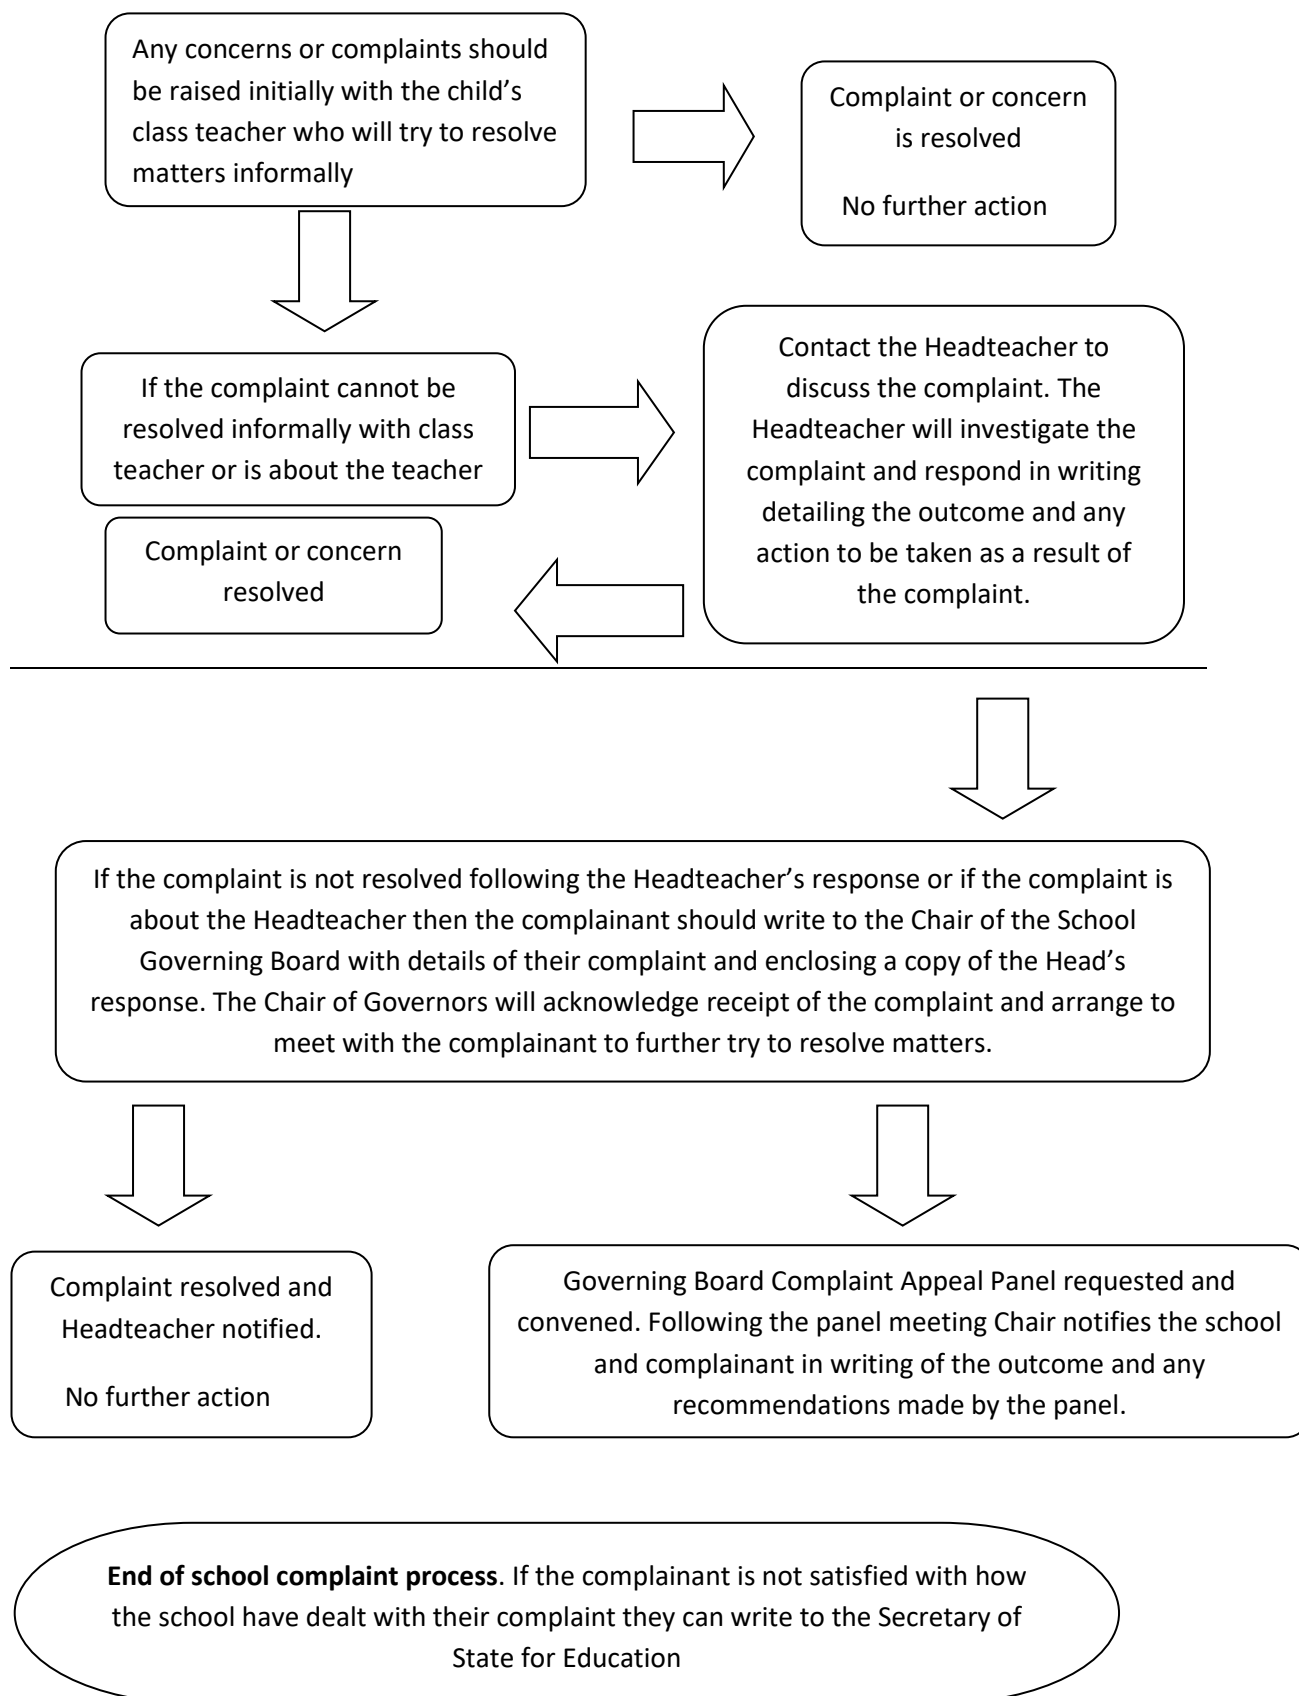 Any concerns or complaints should
be raised initially with the child’s
class teacher who will try to resolve
matters informally
Complaint or concern
is resolved
No further action
If the complaint cannot be
resolved informally with class
teacher or is about the teacher
Contact the Headteacher to
discuss the complaint. The
Headteacher will investigate the
complaint and respond in writing
detailing the outcome and any
action to be taken as a result of
the complaint.
Complaint or concern
resolved
If the complaint is not resolved following the Headteacher’s response or if the complaint is
about the Headteacher then the complainant should write to the Chair of the School
Governing Board with details of their complaint and enclosing a copy of the Head’s
response. The Chair of Governors will acknowledge receipt of the complaint and arrange to
meet with the complainant to further try to resolve matters.
Complaint resolved and
Headteacher notified.
No further action
Governing Board Complaint Appeal Panel requested and
convened. Following the panel meeting Chair notifies the school
and complainant in writing of the outcome and any
recommendations made by the panel.
End of school complaint process. If the complainant is not satisfied with how
the school have dealt with their complaint they can write to the Secretary of
State for Education